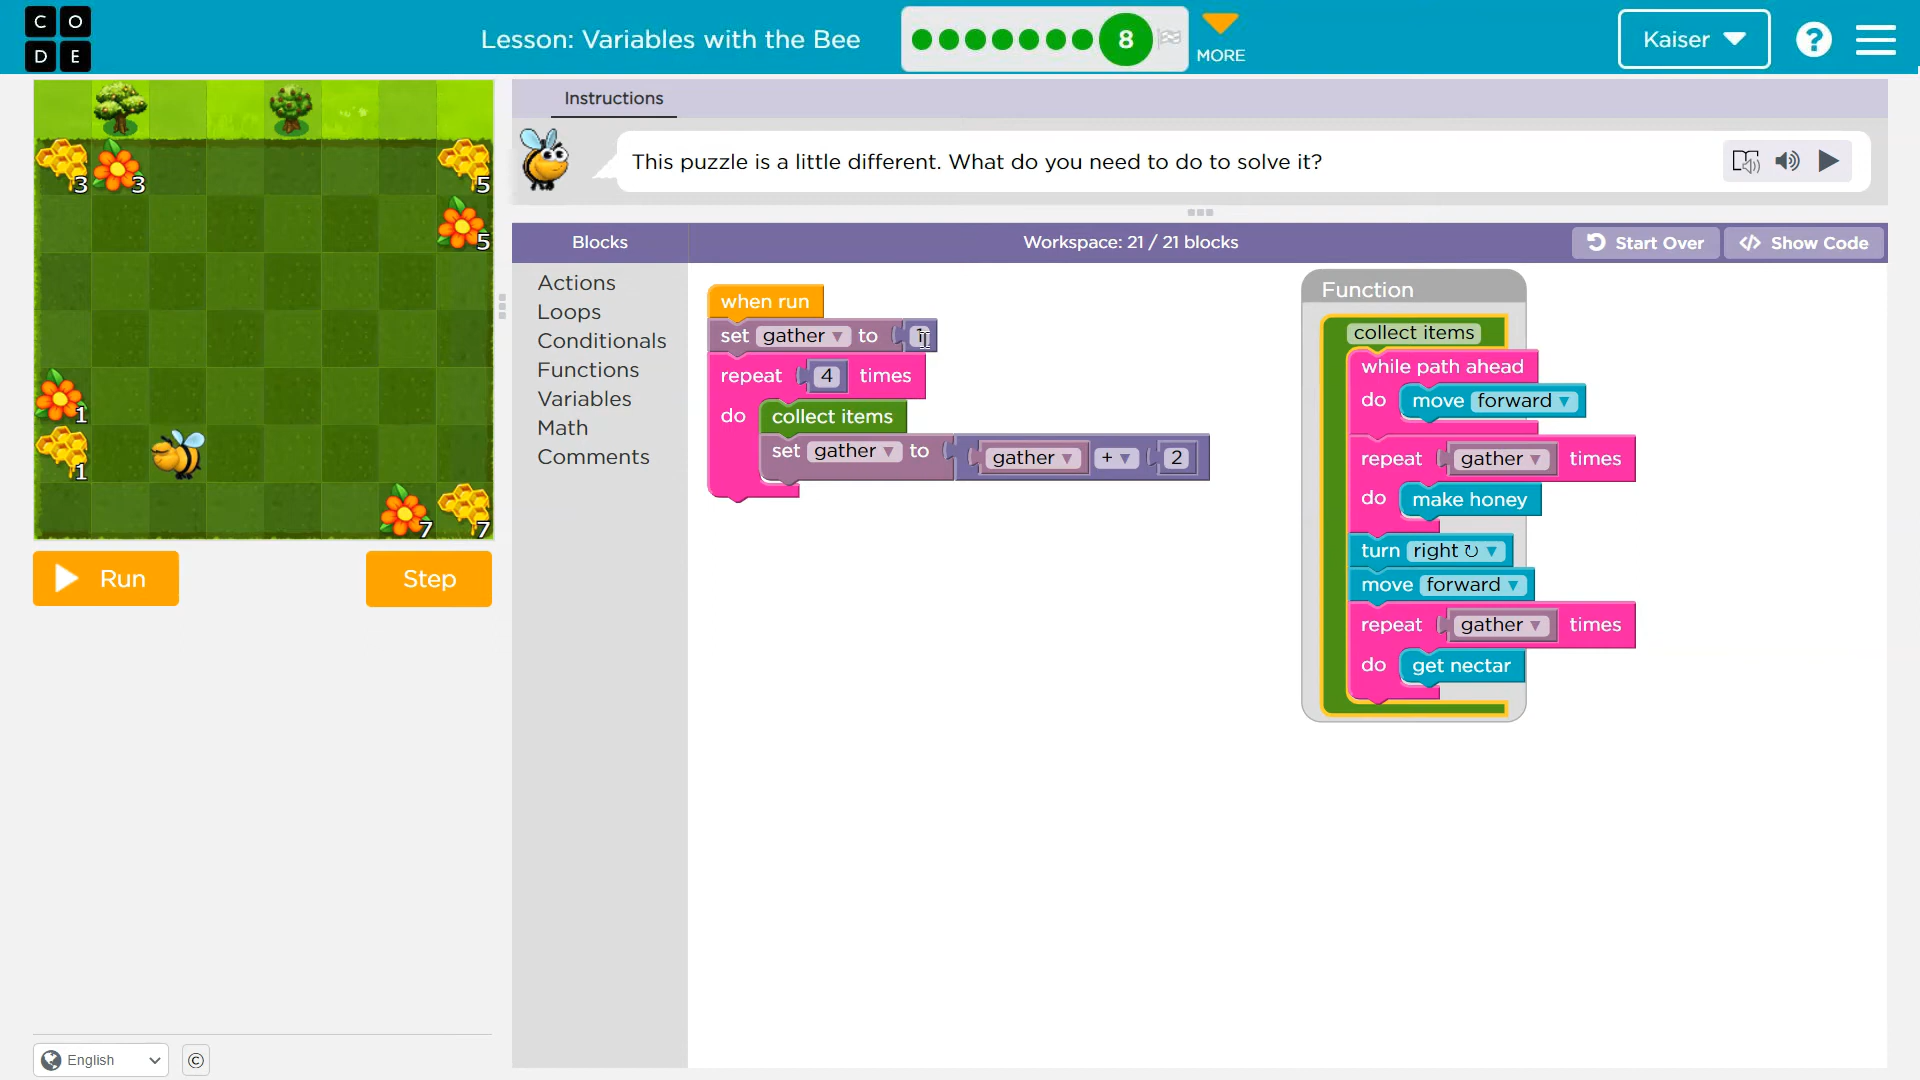 C O
D E
Lesson: Variables with the Bee
8
MORE
Kaiser
?
Instructions
This puzzle is a little different. What do you need to do to solve it?
Blocks
Workspace: 21 / 21 blocks
Start Over
Show Code
Actions
Loops
Conditionals
Functions
Variables
Math
Comments
when run
set gather to
repeat 4 times
do collect items
set gather to gather + 2
Function
collect items
while path ahead
do move forward
repeat gather times
do make honey
turn right
move forward
repeat gather times
do get nectar
3 3 5
5
1
1
7 7
Run
Step
English
©